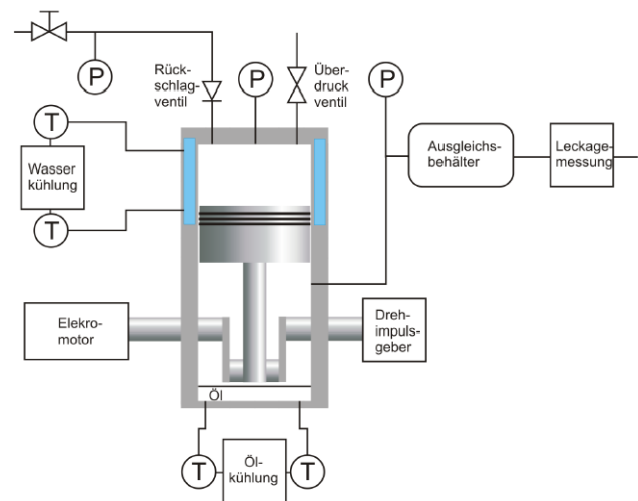 P
Rück-
schlag-
ventil
P
Über-
druck
ventil
P
T
Wasser
kühlung
T
Ausgleichs-
behälter
Leckage-
messung
Elekro-
motor
Dreh-
impuls-
geber
Öl
T
Öl-
kühlung
T